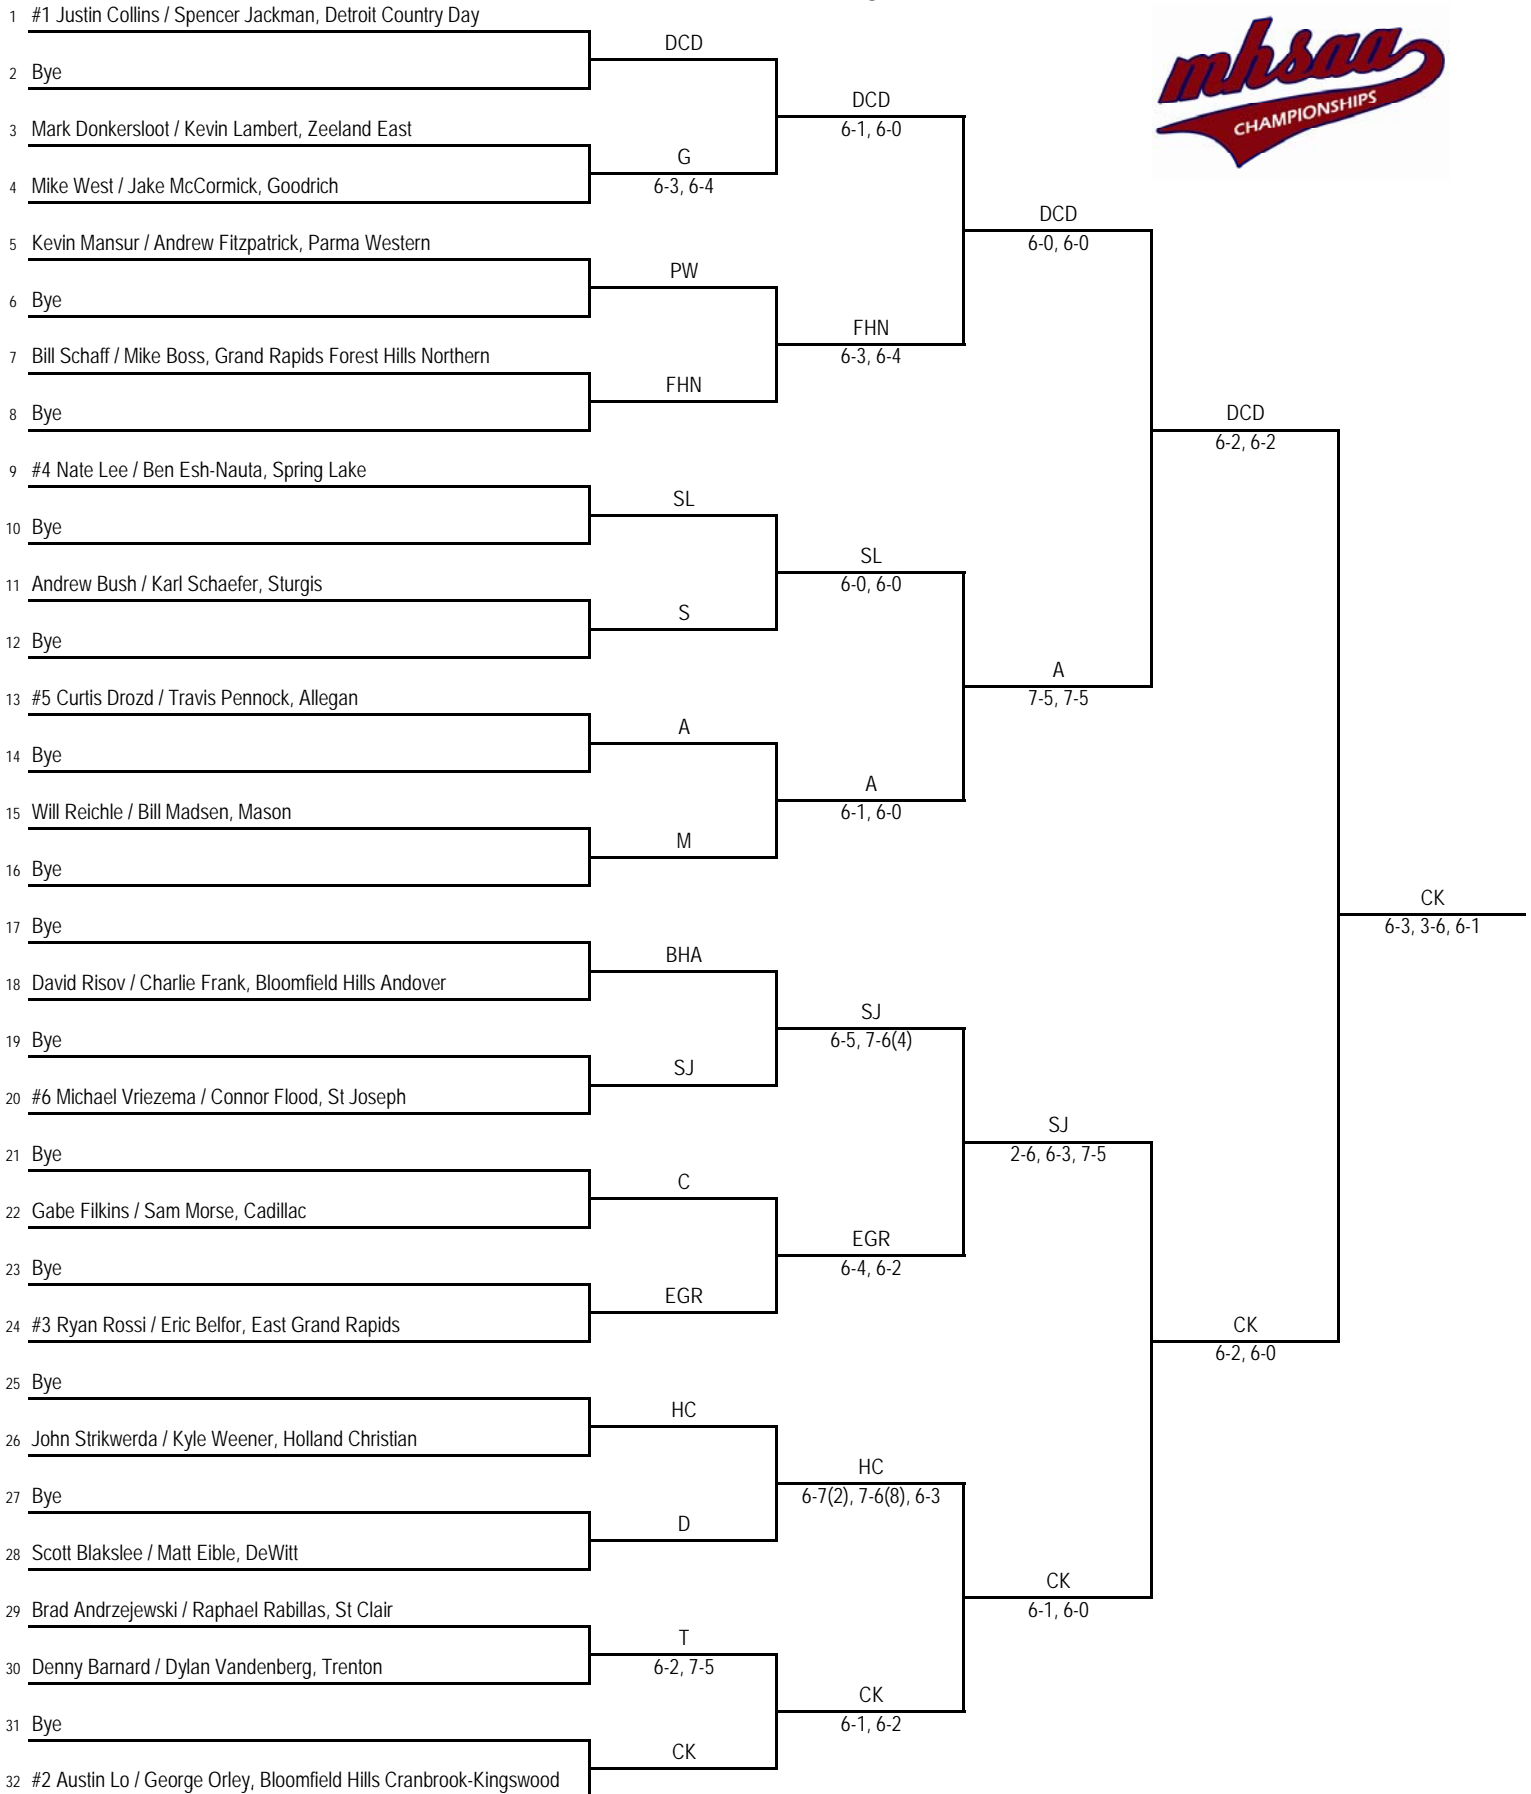 1 #1 Justin Collins / Spencer Jackman, Detroit Country Day
2 Bye
3 Mark Donkersloot / Kevin Lambert, Zeeland East
4 Mike West / Jake McCormick, Goodrich
5 Kevin Mansur / Andrew Fitzpatrick, Parma Western
6 Bye
7 Bill Schaff / Mike Boss, Grand Rapids Forest Hills Northern
8 Bye
9 #4 Nate Lee / Ben Esh-Nauta, Spring Lake
10 Bye
11 Andrew Bush / Karl Schaefer, Sturgis
12 Bye
13 #5 Curtis Drozd / Travis Pennock, Allegan
14 Bye
15 Will Reichle / Bill Madsen, Mason
16 Bye
17 Bye
18 David Risov / Charlie Frank, Bloomfield Hills Andover
19 Bye
20 #6 Michael Vriezema / Connor Flood, St Joseph
21 Bye
22 Gabe Filkins / Sam Morse, Cadillac
23 Bye
24 #3 Ryan Rossi / Eric Belfor, East Grand Rapids
25 Bye
26 John Strikwerda / Kyle Weener, Holland Christian
27 Bye
28 Scott Blakslee / Matt Eible, DeWitt
29 Brad Andrzejewski / Raphael Rabillas, St Clair
30 Denny Barnard / Dylan Vandenberg, Trenton
31 Bye
32 #2 Austin Lo / George Orley, Bloomfield Hills Cranbrook-Kingswood
DCD
G
6-3, 6-4
PW
FHN
SL
S
A
M
BHA
SJ
C
EGR
HC
D
T
6-2, 7-5
CK
DCD
6-1, 6-0
FHN
6-3, 6-4
SL
6-0, 6-0
A
6-1, 6-0
SJ
6-5, 7-6(4)
EGR
6-4, 6-2
HC
6-7(2), 7-6(8), 6-3
CK
6-1, 6-2
DCD
6-0, 6-0
A
7-5, 7-5
SJ
2-6, 6-3, 7-5
CK
6-1, 6-0
DCD
6-2, 6-2
CK
6-2, 6-0
CK
6-3, 3-6, 6-1
mhsaa
CHAMPIONSHIPS